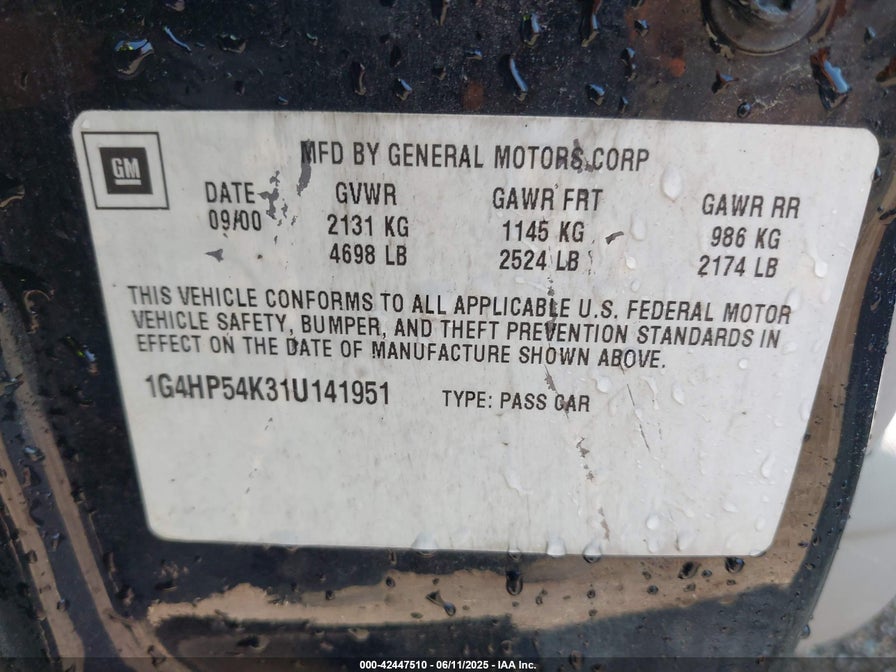 GM
MFD BY GENERAL MOTORS CORP
DATE GVWR GAWR FRT GAWR RR
09/00 2131 KG 1145 KG 986 KG
4698 LB 2524 LB 2174 LB
THIS VEHICLE CONFORMS TO ALL APPLICABLE U.S. FEDERAL MOTOR
VEHICLE SAFETY, BUMPER, AND THEFT PREVENTION STANDARDS IN
EFFECT ON THE DATE OF MANUFACTURE SHOWN ABOVE.
1G4HP54K31U141951 TYPE: PASS CAR
000-42447510 - 06/11/2025 - IAA Inc.